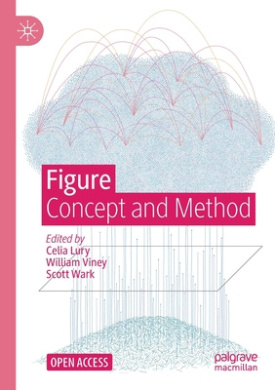 Figure
Concept and Method
Edited by
Celia Lury
William Viney
Scott Wark
OPEN ACCESS
palgrave
macmillan